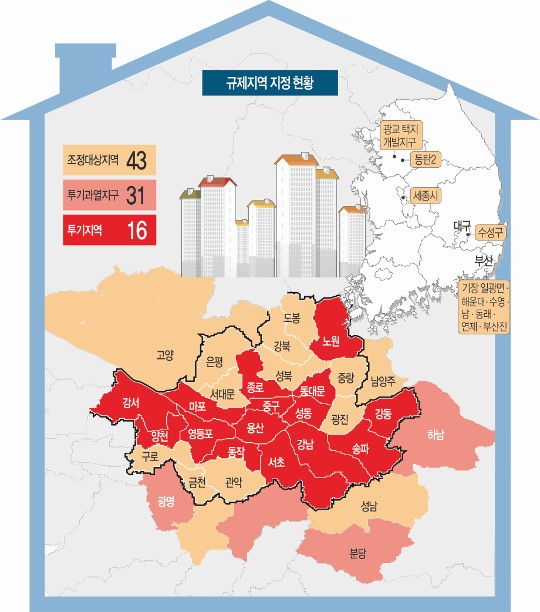 규제지역 지정 현황
조정대상지역 43
투기과열지구 31
투기지역 16
광교 택지
개발지구
동탄2
세종시
대구
수성구
부산
기장 일광면·
해운대·수영·
남·동래·
연제·부산진
도봉
노원
고양
은평
강북
성북
중랑
남양주
서대문
종로
동대문
강서
마포
중구
성동
광진
강동
양천
영등포
용산
강남
송파
하남
구로
동작
서초
금천
관악
광명
성남
분당